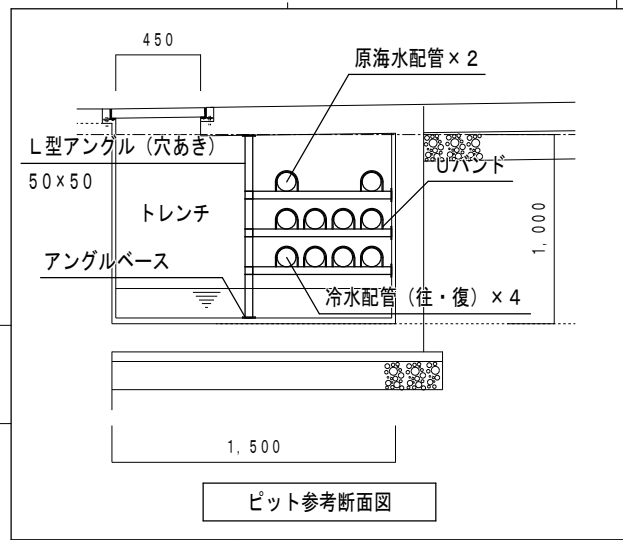 450
原海水配管×2
L型アングル（穴あき）
50×50
Uバンド
トレンチ
1,000
アングルベース
冷水配管（往・復）×4
1,500
ピット参考断面図